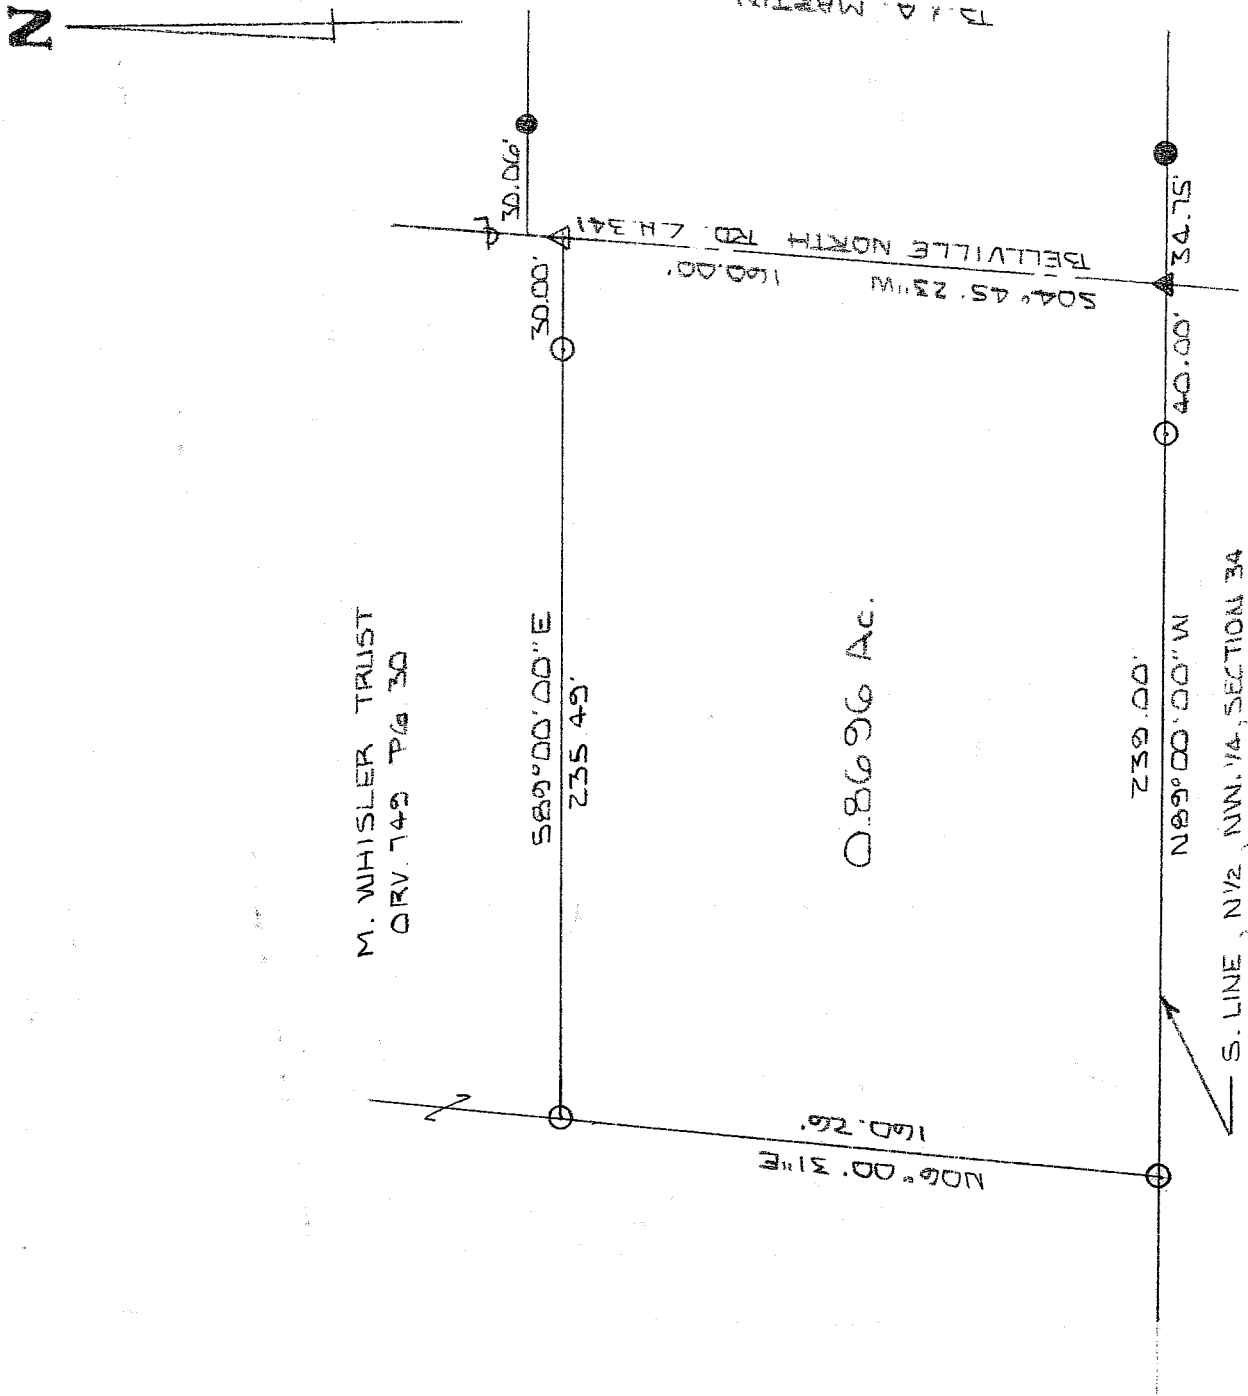 N
D. & A. MARTIN
30.06'
30.00'
BELLVILLE NORTH RD. C.H. 341
160.00'
S04° 45' 23"W
34.75'
40.00'
M. WHISLER TRUST
ORV. 749 PG 30
S89°00'00"E
235.49'
0.8696 Ac.
239.00'
N89°00'00"W
160.26'
N06° 00' 31"E
S. LINE, N 1/2, NW. 1/4, SECTION 34